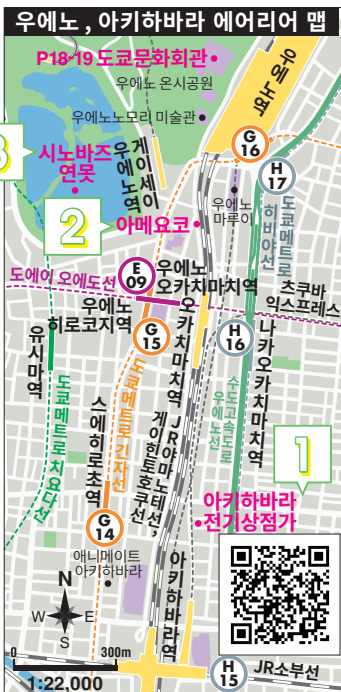 우에노, 아키하바라 에어리어 맵
P18-19 도쿄문화회관
우에노 온시공원
우에노역
우에노노모리 미술관
게이세이
우에노역
G
16
3
시노바즈
연못
H
17
2
아메요코
우에노
마루이
도쿄메트로
히비야선
도에이 오에도선
E
09
우에노
오카치마치역
츠쿠바
익스프레스
우에노
히로코지역
G
15
오카치마치역
H
16
나카오카치마치역
유시마역
도쿄메트로치요다선
도쿄메트로긴자선
스에히로초역
JR야마노테선,
게이힌토호쿠선
수도고속도로
우에노선
1
아키하바라
전기상점가
G
14
애니메이트
아키하바라
아키하바라역
N
W
E
S
0
300m
1:22,000
H
15
JR소부선